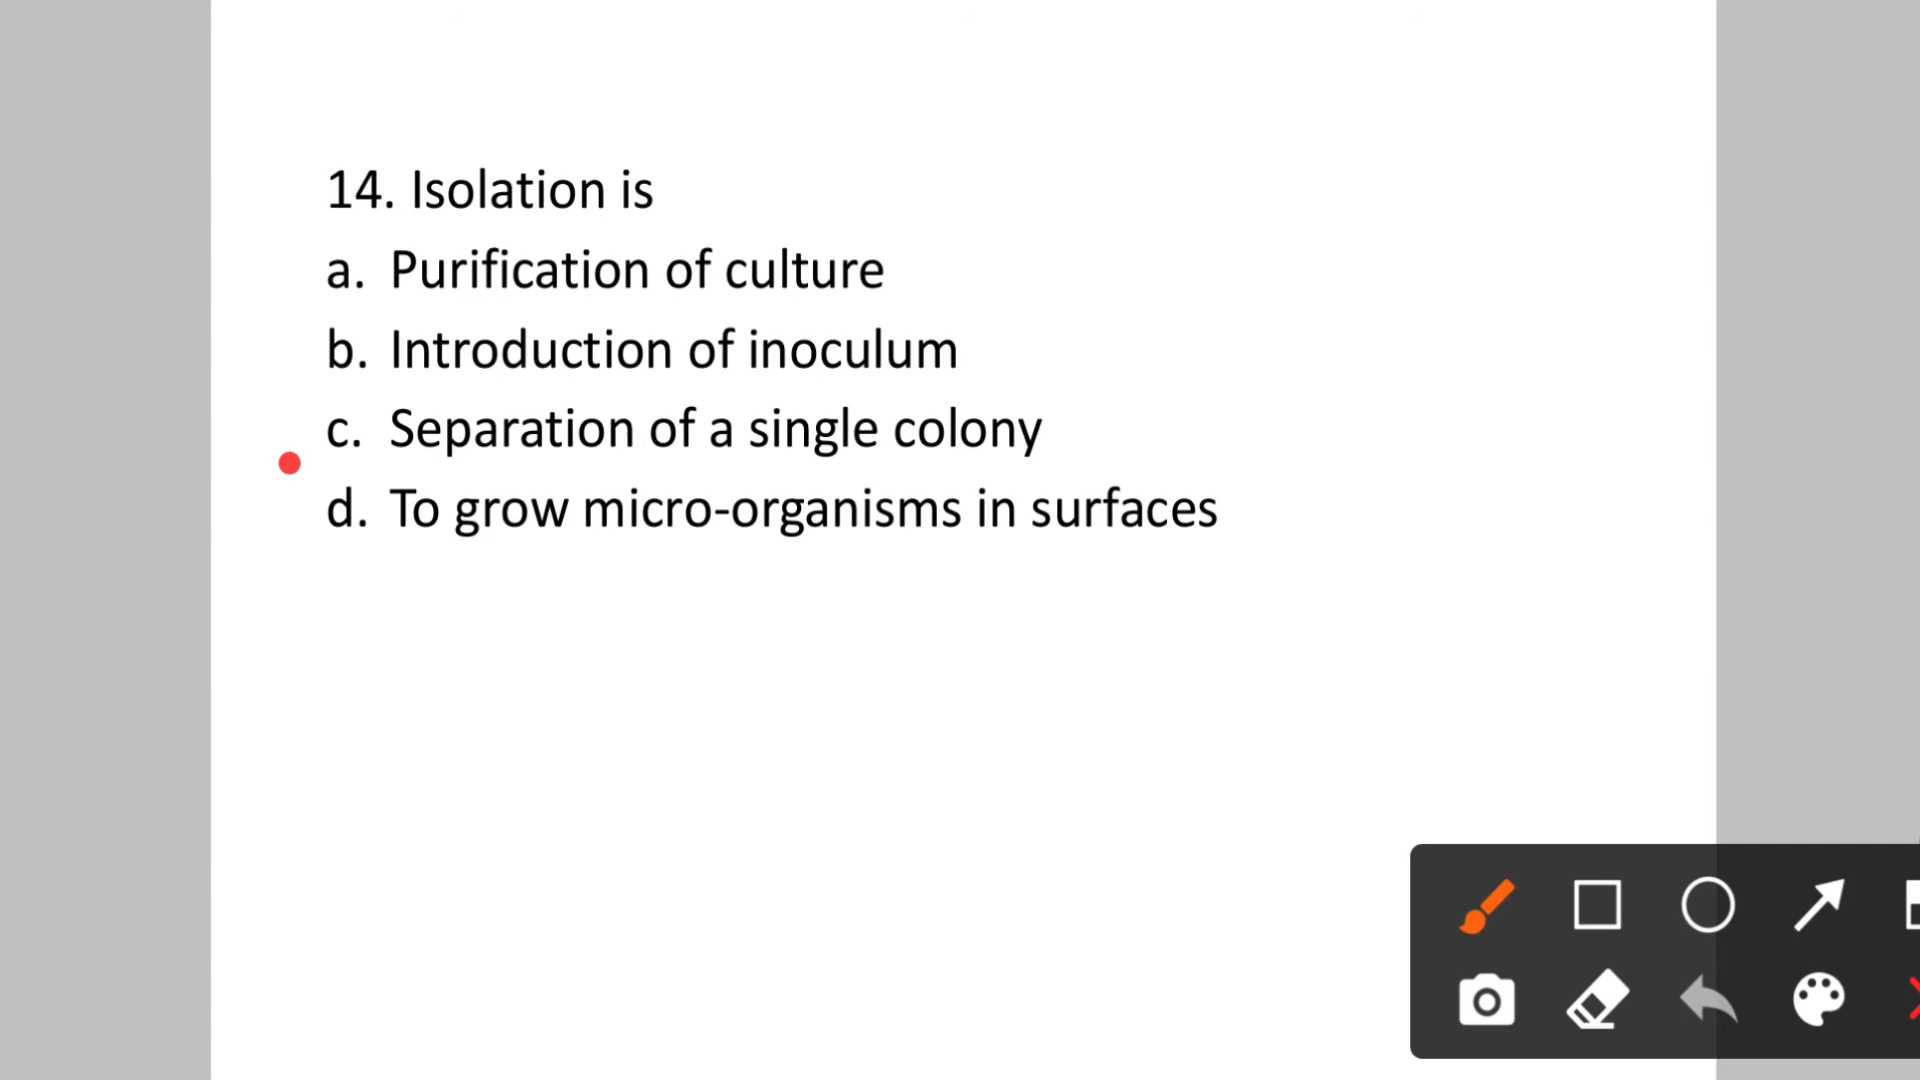 14. Isolation is
a. Purification of culture
b. Introduction of inoculum
c. Separation of a single colony
d. To grow micro-organisms in surfaces